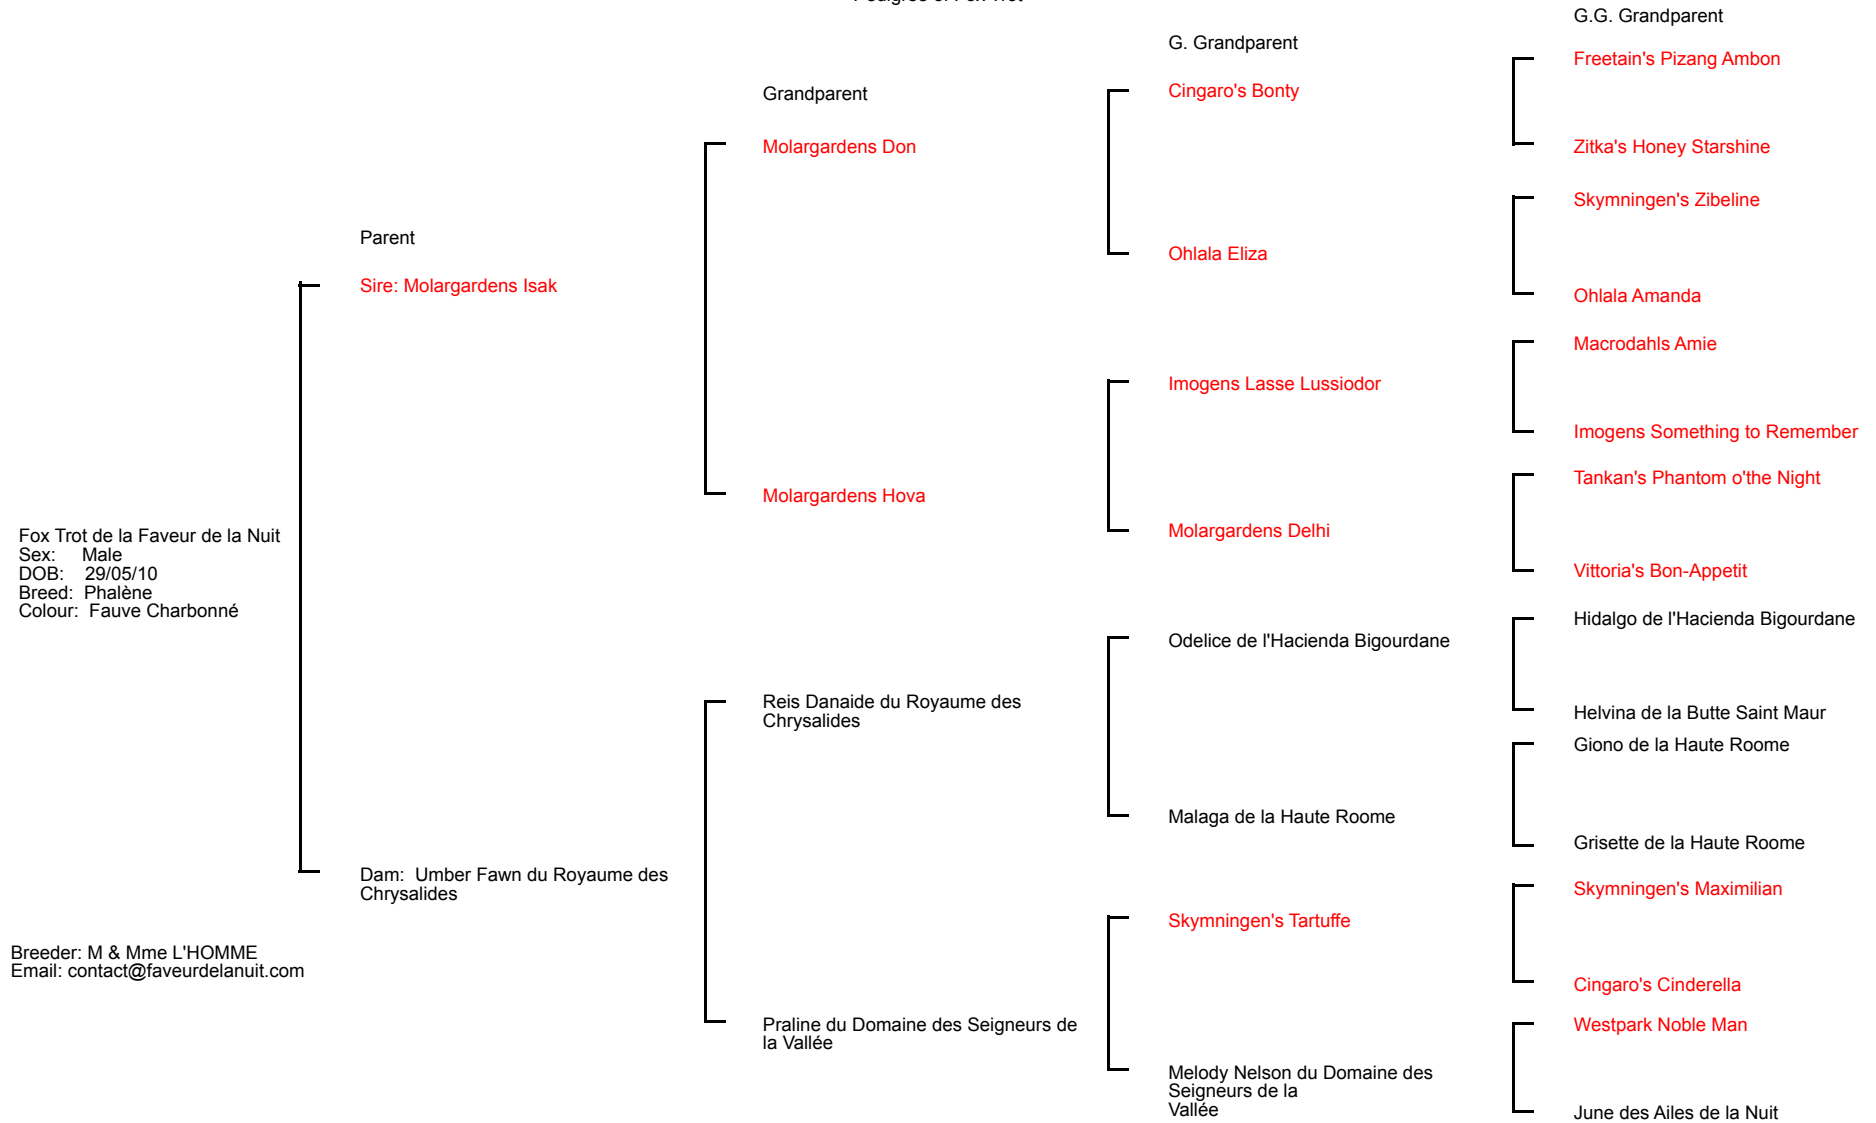 Pedigree of Fox Trot
G.G. Grandparent
G. Grandparent
Freetain's Pizang Ambon
Grandparent
Cingaro's Bonty
Molargardens Don
Zitka's Honey Starshine
Skymningen's Zibeline
Parent
Ohlala Eliza
Sire: Molargardens Isak
Ohlala Amanda
Macrodahls Amie
Imogens Lasse Lussiodor
Imogens Something to Remember
Tankan's Phantom o'the Night
Molargardens Hova
Molargardens Delhi
Fox Trot de la Faveur de la Nuit
Sex: Male
DOB: 29/05/10
Breed: Phalène
Colour: Fauve Charbonné
Vittoria's Bon-Appetit
Hidalgo de l'Hacienda Bigourdane
Odelice de l'Hacienda Bigourdane
Reis Danaide du Royaume des
Chrysalides
Helvina de la Butte Saint Maur
Giono de la Haute Roome
Malaga de la Haute Roome
Grisette de la Haute Roome
Dam: Umber Fawn du Royaume des
Chrysalides
Skymningen's Maximilian
Skymningen's Tartuffe
Breeder: M & Mme L'HOMME
Email: contact@faveurdelanuit.com
Cingaro's Cinderella
Praline du Domaine des Seigneurs de
la Vallée
Westpark Noble Man
Melody Nelson du Domaine des
Seigneurs de la
Vallée
June des Ailes de la Nuit